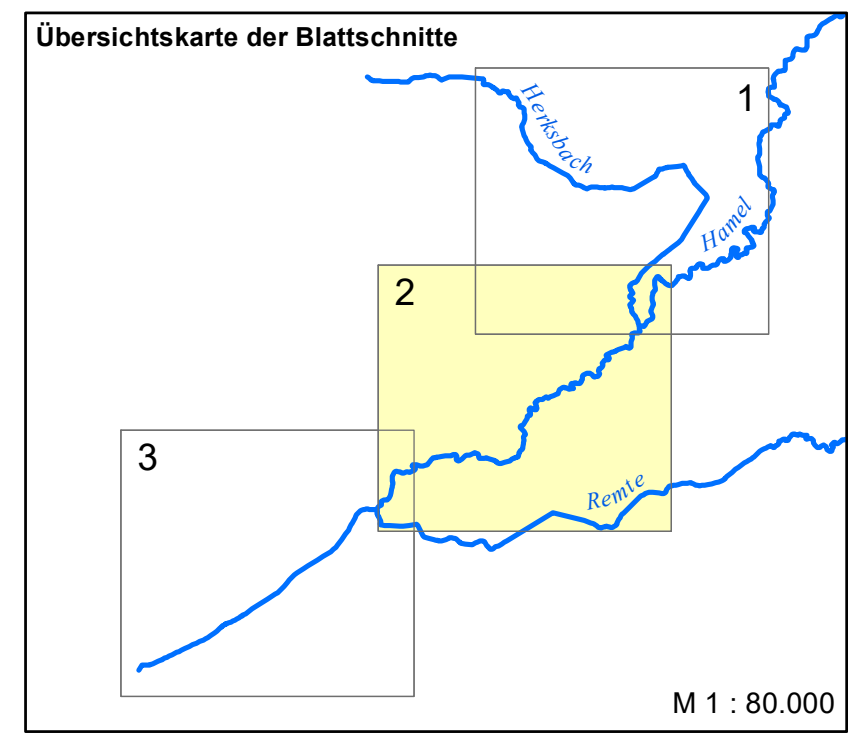 Übersichtskarte der Blattschnitte
1
Herksbach
Hamel
2
3
Remte
M 1 : 80.000